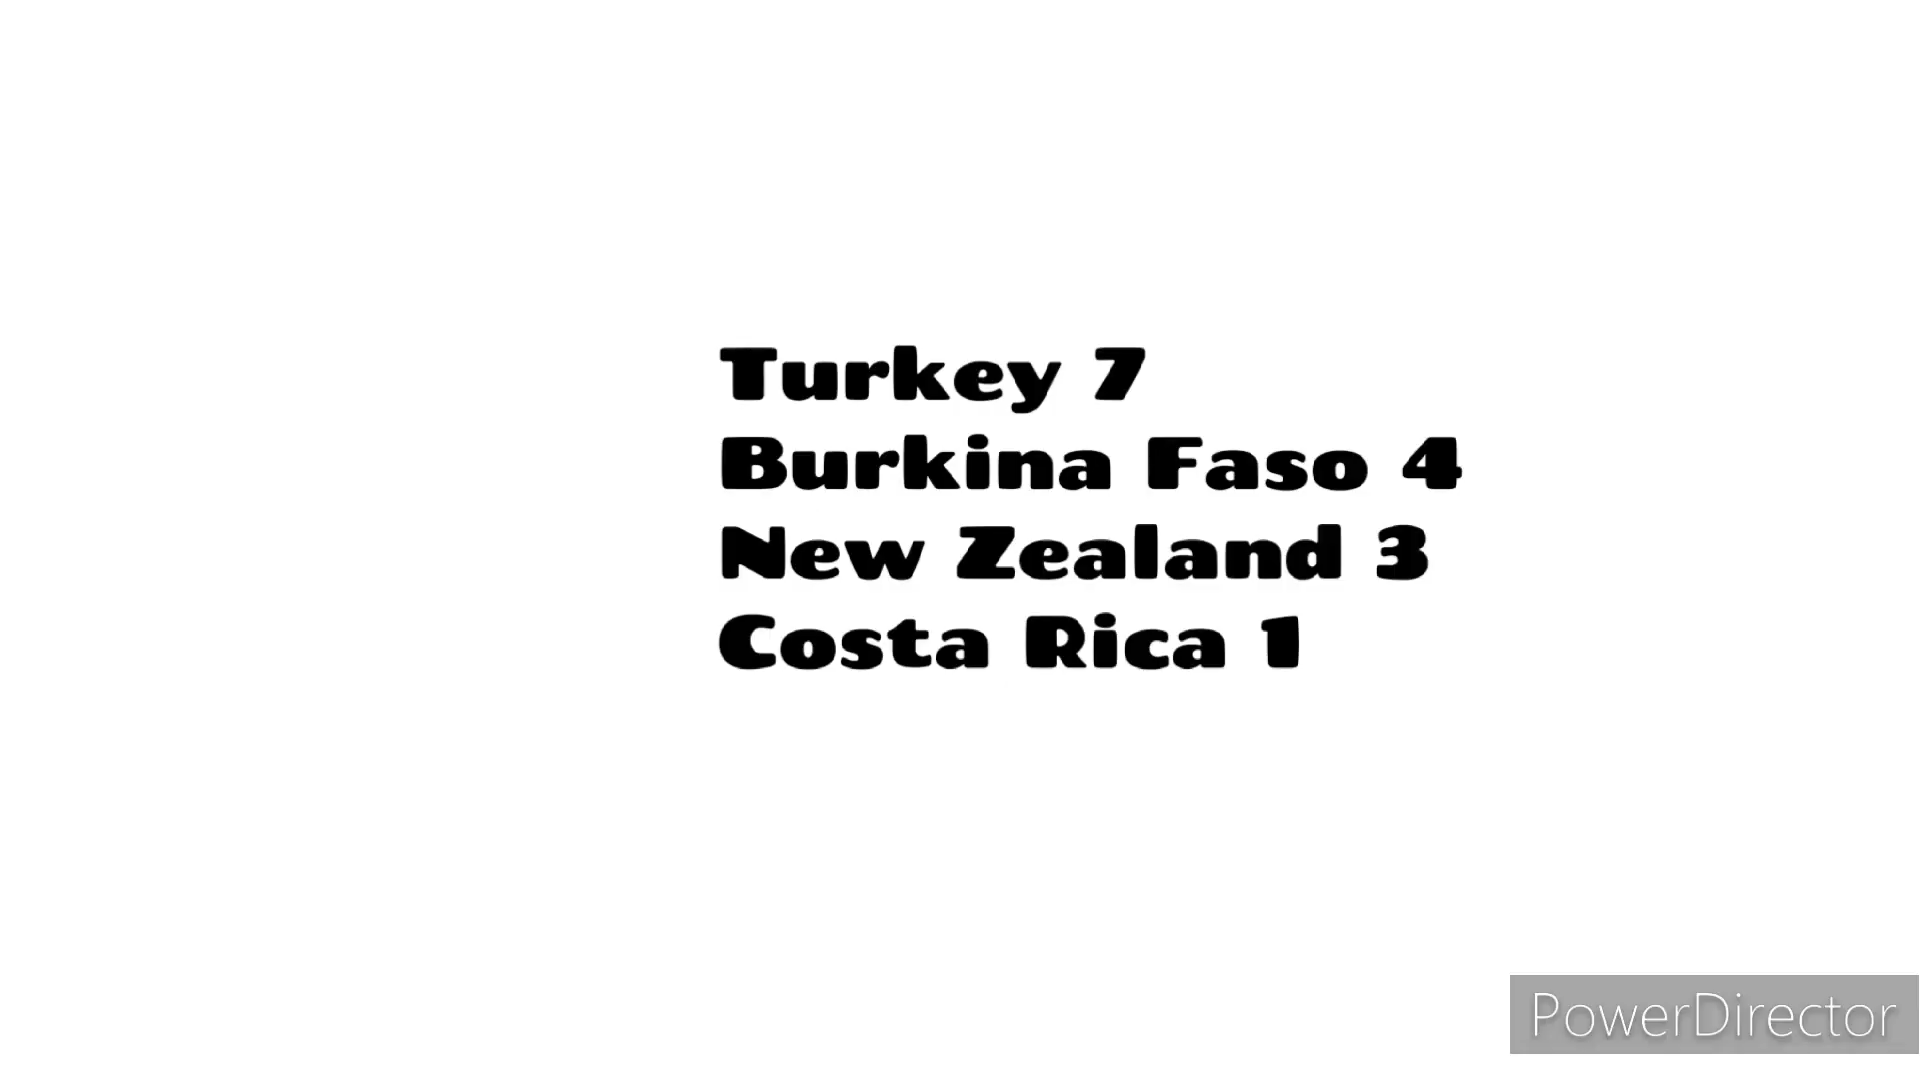 Turkey 7
Burkina Faso 4
New Zealand 3
Costa Rica 1
PowerDirector